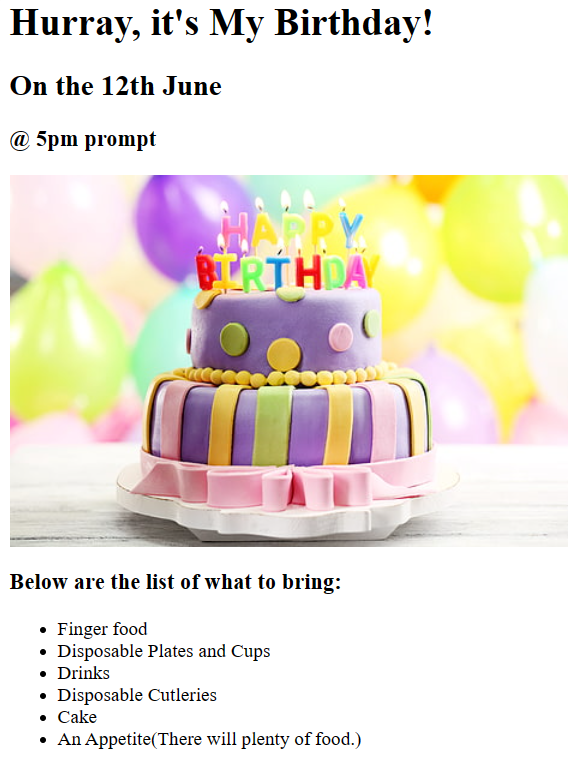 Hurray, it's My Birthday!
On the 12th June
@ 5pm prompt
HAPPY
BIRTHDAY
Below are the list of what to bring:
Finger food
Disposable Plates and Cups
Drinks
Disposable Cutleries
Cake
An Appetite(There will plenty of food.)